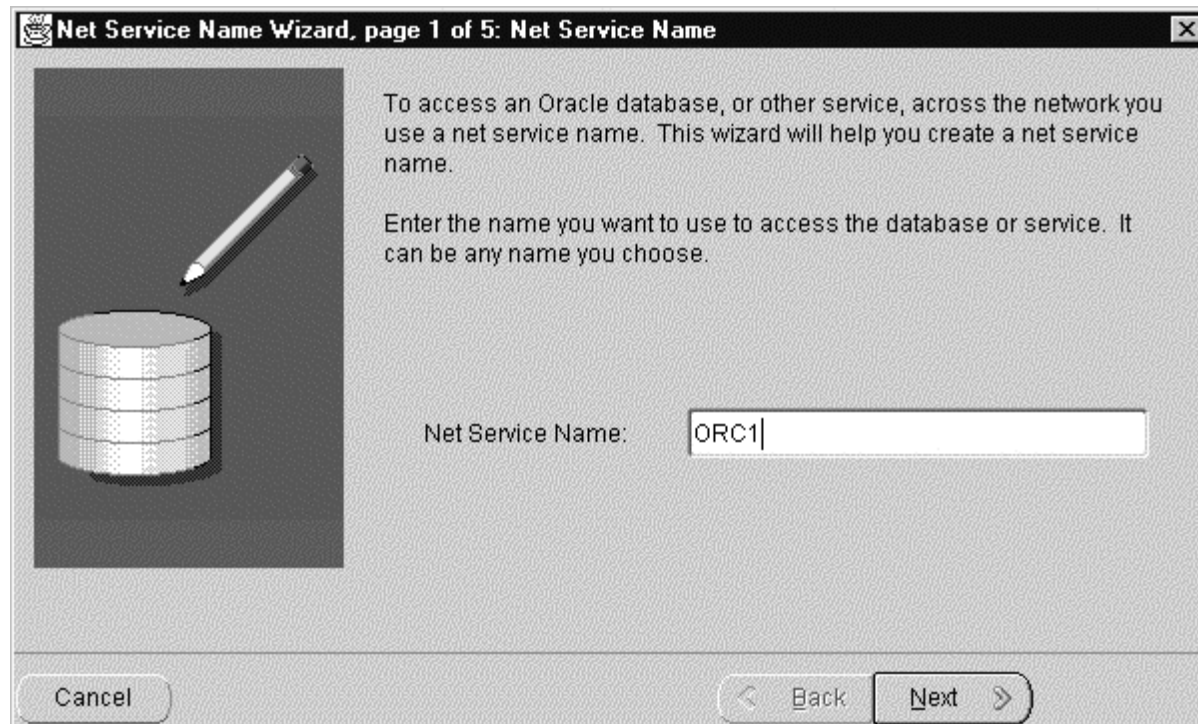 Net Service Name Wizard, page 1 of 5: Net Service Name
To access an Oracle database, or other service, across the network you
use a net service name. This wizard will help you create a net service
name.
Enter the name you want to use to access the database or service. It
can be any name you choose.
Net Service Name: ORC1
Cancel Back Next